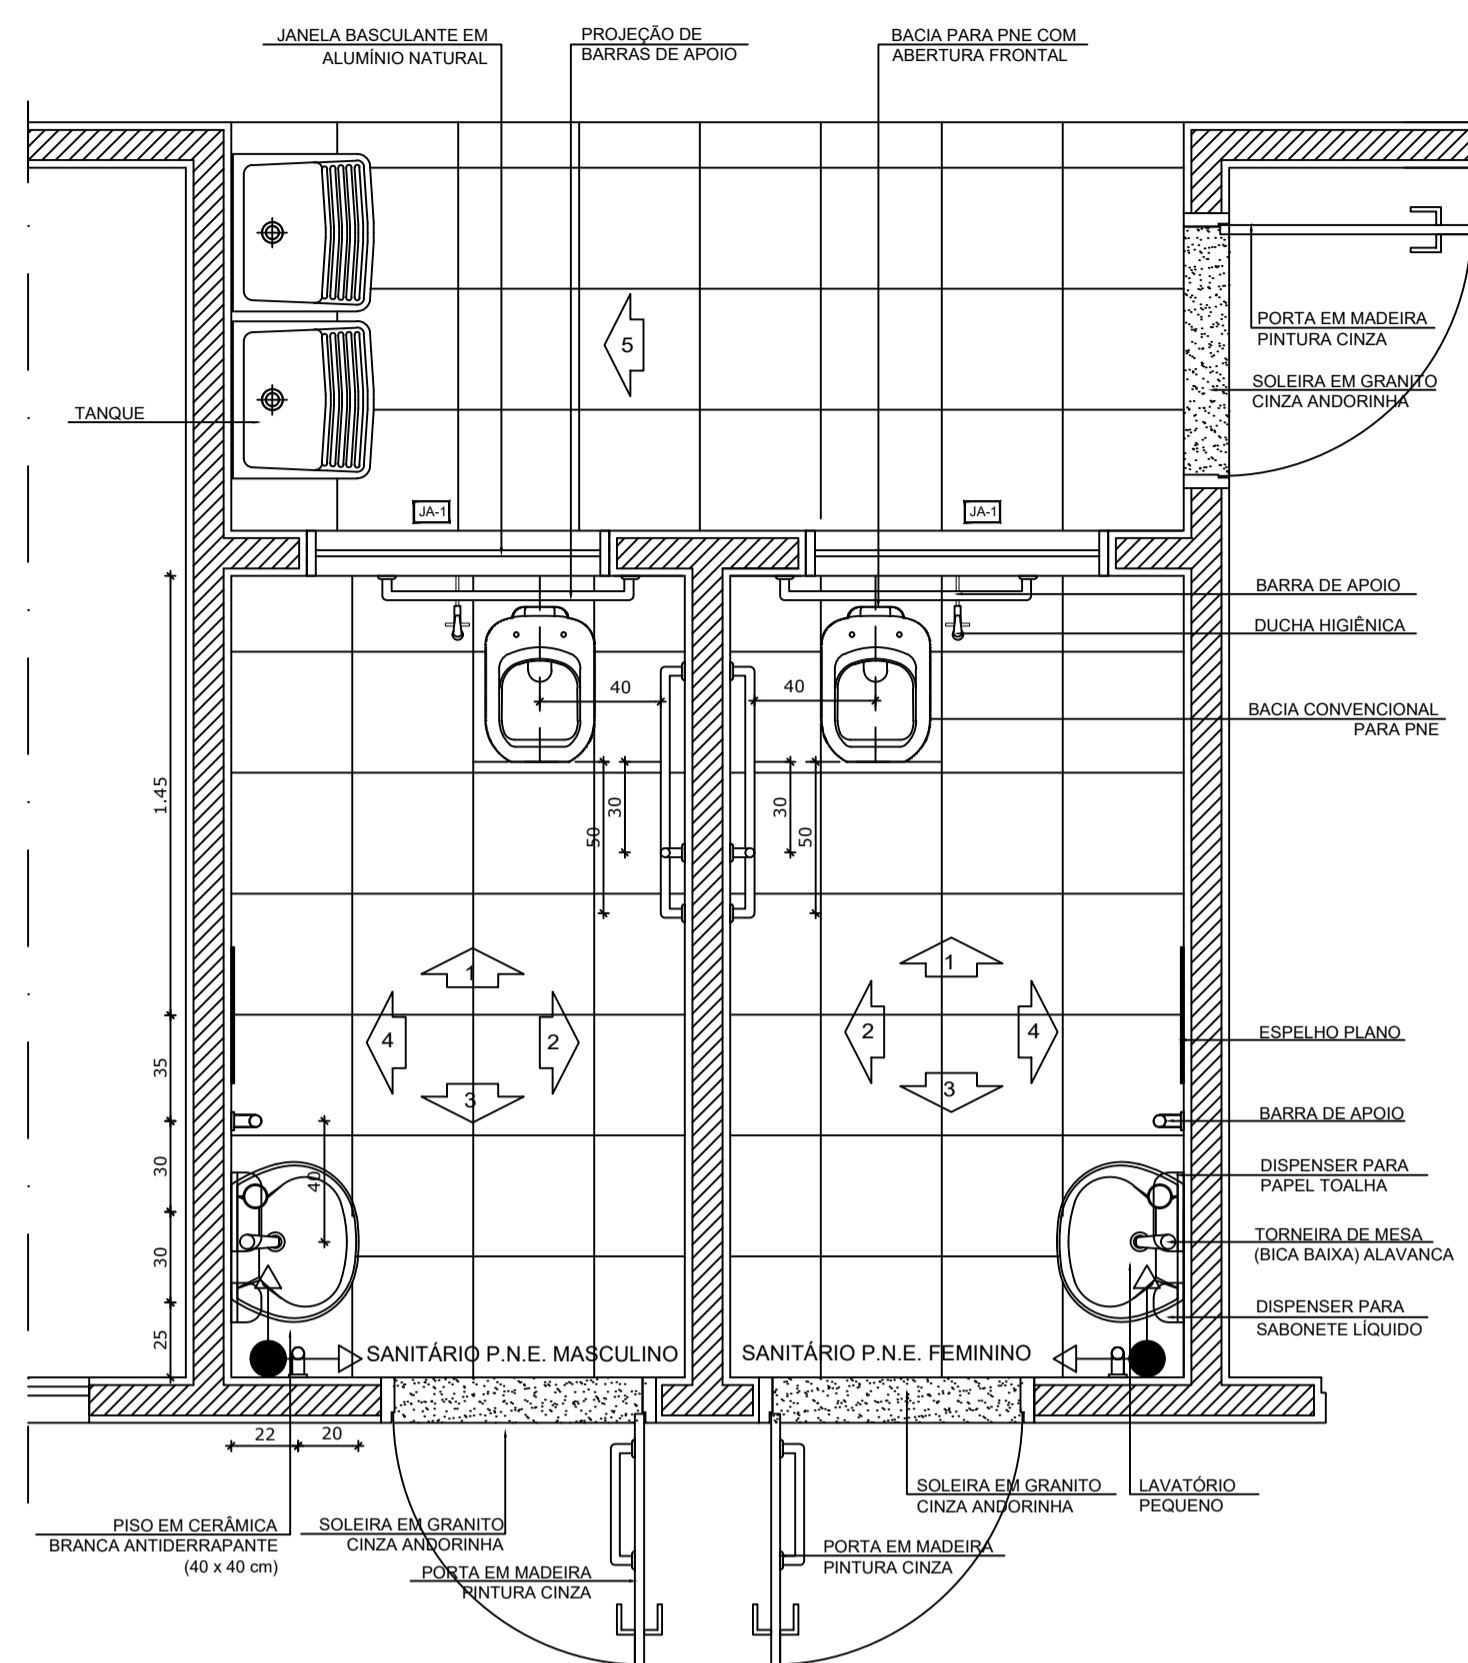 JANELA BASCULANTE EM
ALUMÍNIO NATURAL
PROJEÇÃO DE
BARRAS DE APOIO
BACIA PARA PNE COM
ABERTURA FRONTAL
5
PORTA EM MADEIRA
PINTURA CINZA
SOLEIRA EM GRANITO
CINZA ANDORINHA
TANQUE
JA-1
JA-1
BARRA DE APOIO
DUCHA HIGIÊNICA
40
40
BACIA CONVENCIONAL
PARA PNE
1.45
30
50
30
50
1
4
2
3
1
2
4
3
ESPELHO PLANO
35
BARRA DE APOIO
30
40
DISPENSER PARA
PAPEL TOALHA
30
TORNEIRA DE MESA
(BICA BAIXA) ALAVANCA
25
DISPENSER PARA
SABONETE LÍQUIDO
SANITÁRIO P.N.E. MASCULINO
SANITÁRIO P.N.E. FEMININO
22
20
SOLEIRA EM GRANITO
CINZA ANDORINHA
LAVATÓRIO
PEQUENO
PISO EM CERÂMICA
BRANCA ANTIDERRAPANTE
(40 x 40 cm)
SOLEIRA EM GRANITO
CINZA ANDORINHA
PORTA EM MADEIRA
PINTURA CINZA
PORTA EM MADEIRA
PINTURA CINZA